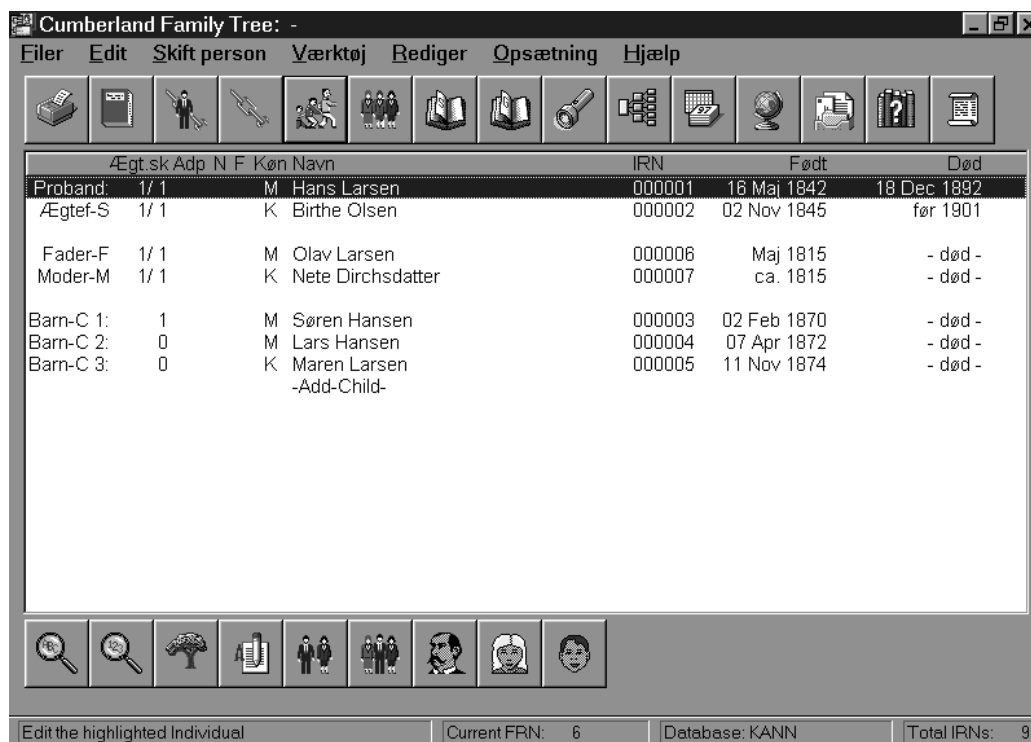 Cumberland Family Tree: -
Filer Edit Skift person Værktøj Rediger Opsætning Hjælp
97
?
Ægt.sk Adp N F Køn Navn IRN Født Død
Proband: 1/ 1 M Hans Larsen 000001 16 Maj 1842 18 Dec 1892
Ægtef-S 1/ 1 K Birthe Olsen 000002 02 Nov 1845 før 1901
Fader-F 1/ 1 M Olav Larsen 000006 Maj 1815 - død -
Moder-M 1/ 1 K Nete Dirchsdatter 000007 ca. 1815 - død -
Barn-C 1: 1 M Søren Hansen 000003 02 Feb 1870 - død -
Barn-C 2: 0 M Lars Hansen 000004 07 Apr 1872 - død -
Barn-C 3: 0 K Maren Larsen 000005 11 Nov 1874 - død -
-Add-Child-
ABC 123 A
Edit the highlighted Individual Current FRN: 6 Database: KANN Total IRNs: 9